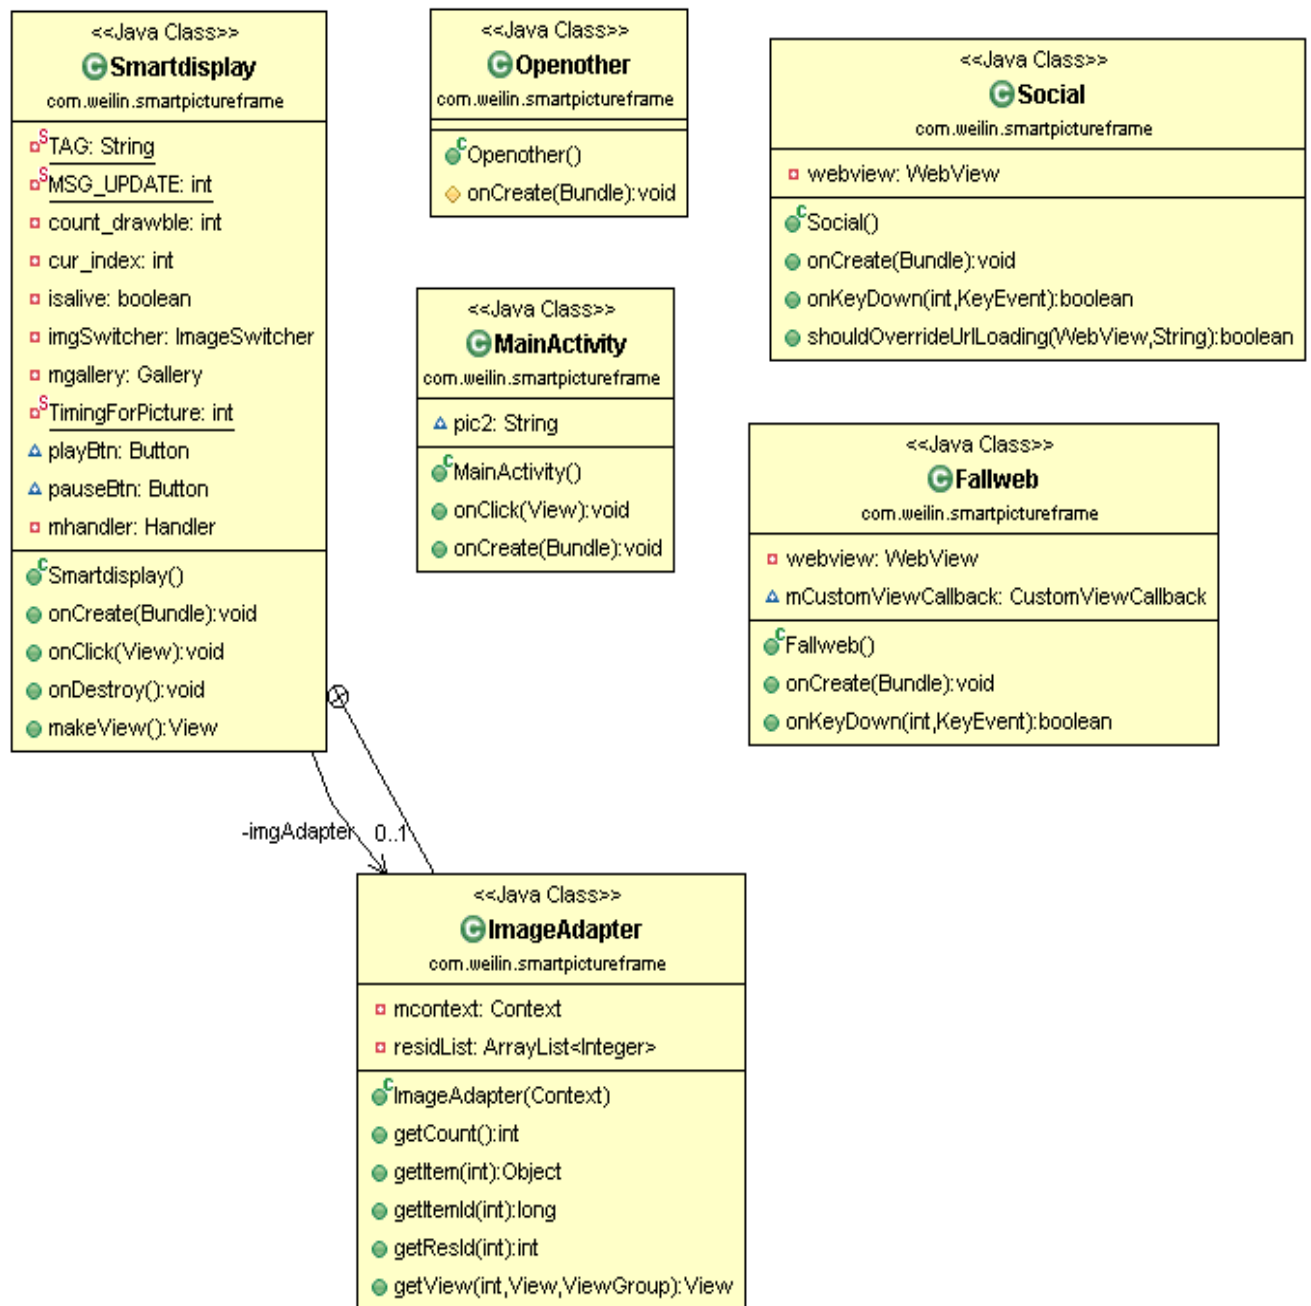 <<Java Class>>
C Smartdisplay
com.weilin.smartpictureframe
S TAG: String
S MSG_UPDATE: int
count_drawble: int
cur_index: int
isalive: boolean
imgSwitcher: ImageSwitcher
mgallery: Gallery
S TimingForPicture: int
playBtn: Button
pauseBtn: Button
mhandler: Handler
C Smartdisplay()
onCreate(Bundle):void
onClick(View):void
onDestroy():void
makeView():View
<<Java Class>>
C Openother
com.weilin.smartpictureframe
C Openother()
onCreate(Bundle):void
<<Java Class>>
C Social
com.weilin.smartpictureframe
webview: WebView
C Social()
onCreate(Bundle):void
onKeyDown(int,KeyEvent):boolean
shouldOverrideUrlLoading(WebView,String):boolean
<<Java Class>>
C MainActivity
com.weilin.smartpictureframe
pic2: String
C MainActivity()
onClick(View):void
onCreate(Bundle):void
<<Java Class>>
C Fallweb
com.weilin.smartpictureframe
webview: WebView
mCustomViewCallback: CustomViewCallback
C Fallweb()
onCreate(Bundle):void
onKeyDown(int,KeyEvent):boolean
-imgAdapter 0..1
<<Java Class>>
C ImageAdapter
com.weilin.smartpictureframe
mcontext: Context
residList: ArrayList<Integer>
C ImageAdapter(Context)
getCount():int
getItem(int):Object
getItemId(int):long
getResId(int):int
getView(int,View,ViewGroup):View